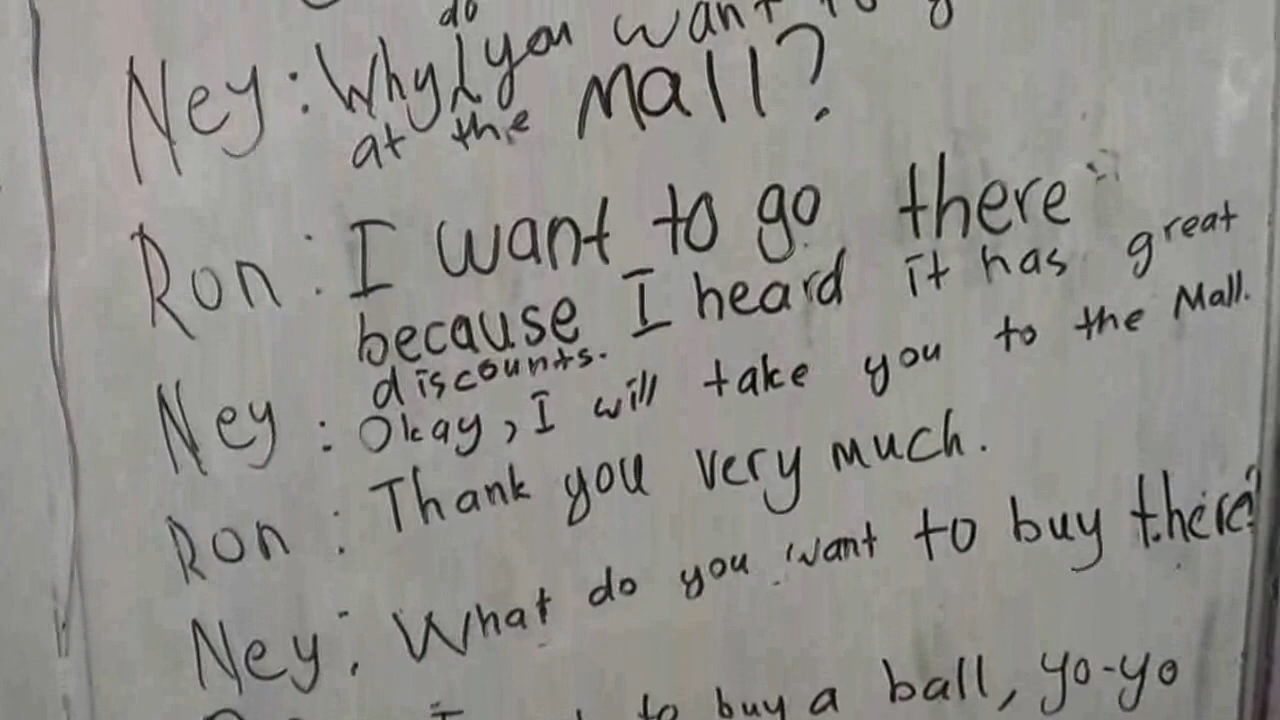 do
Ney: Why you want to g
at the Mall?
Ron: I want to go there
because I heard it has great
discounts.
Ney: Okay, I will take you to the Mall.
Ron: Thank you very much.
Ney: What do you want to buy there?
I to buy a ball, yo-yo